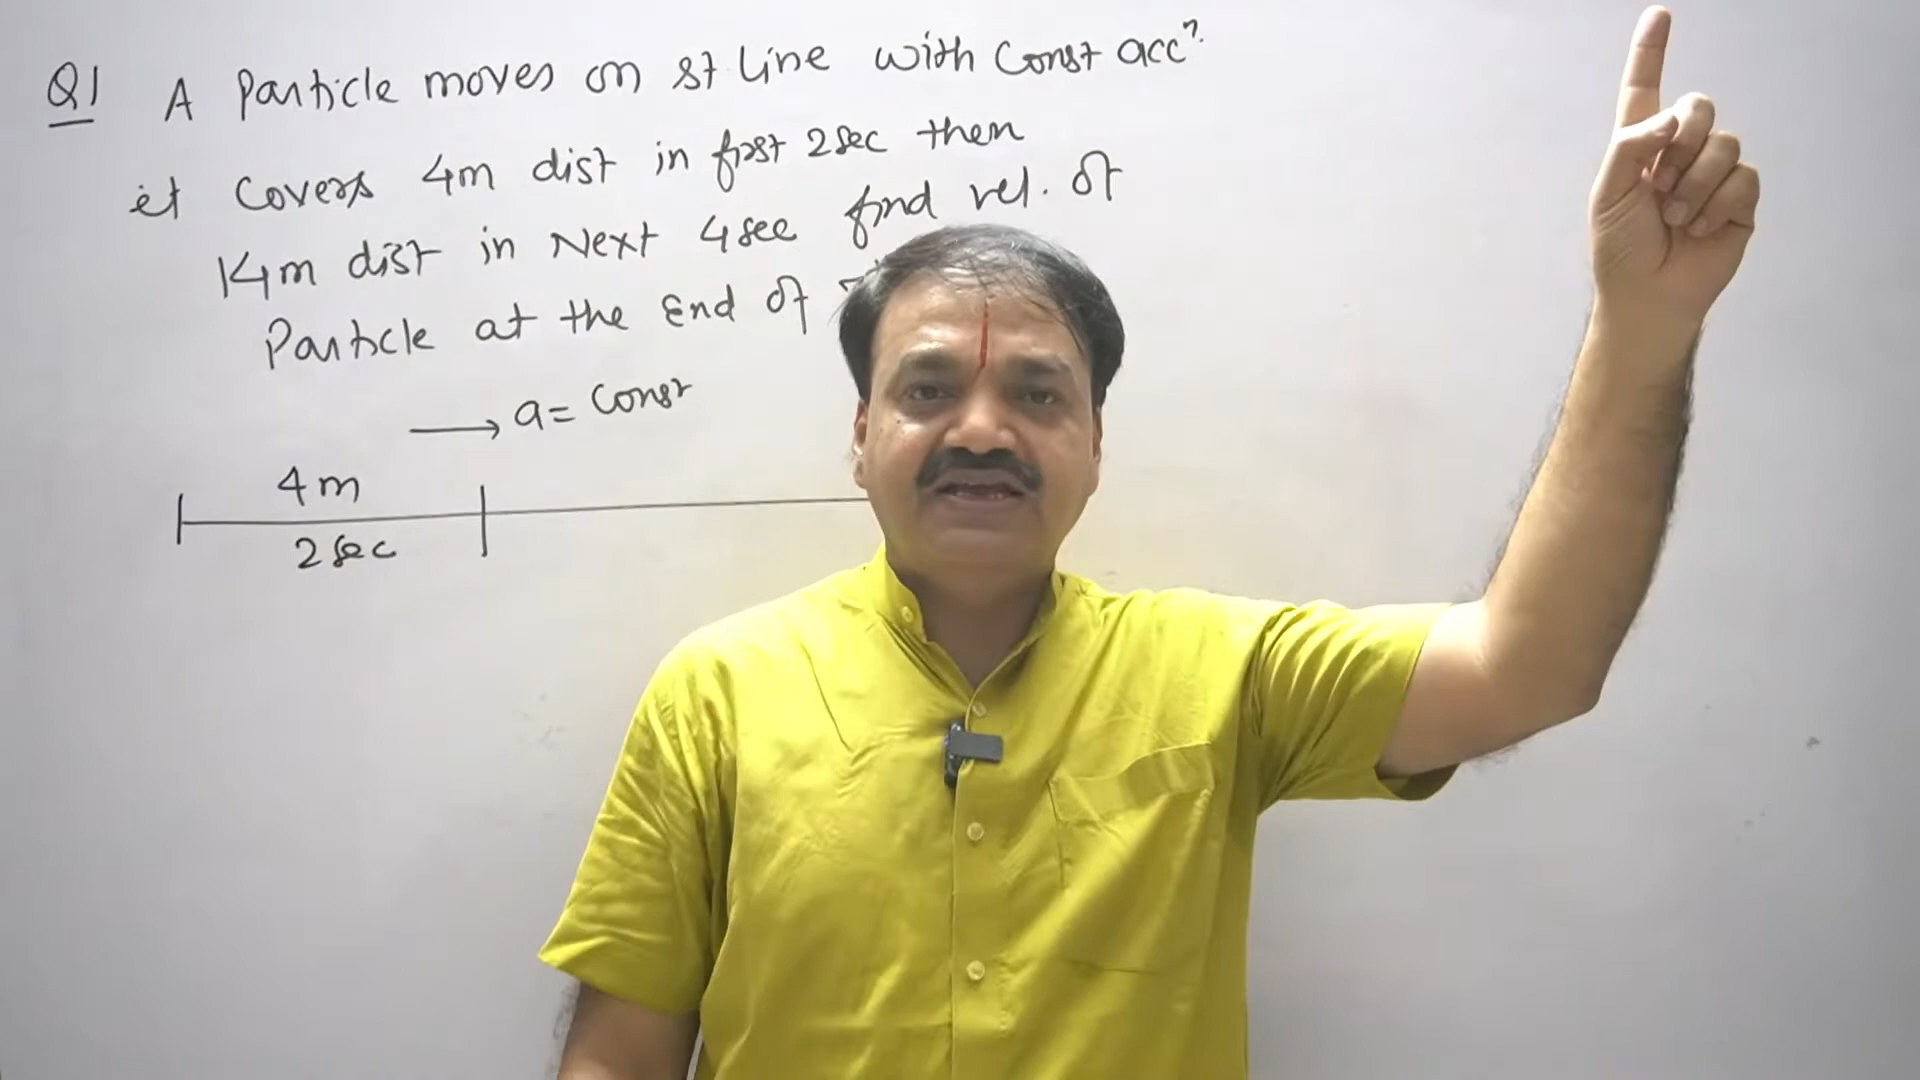 Q1 A Particle moves on st line with Const accⁿ.
it Covers 4m dist in first 2sec then
14m dist in Next 4sec find vel. of
Particle at the End of
→ a = Const
4m
2sec